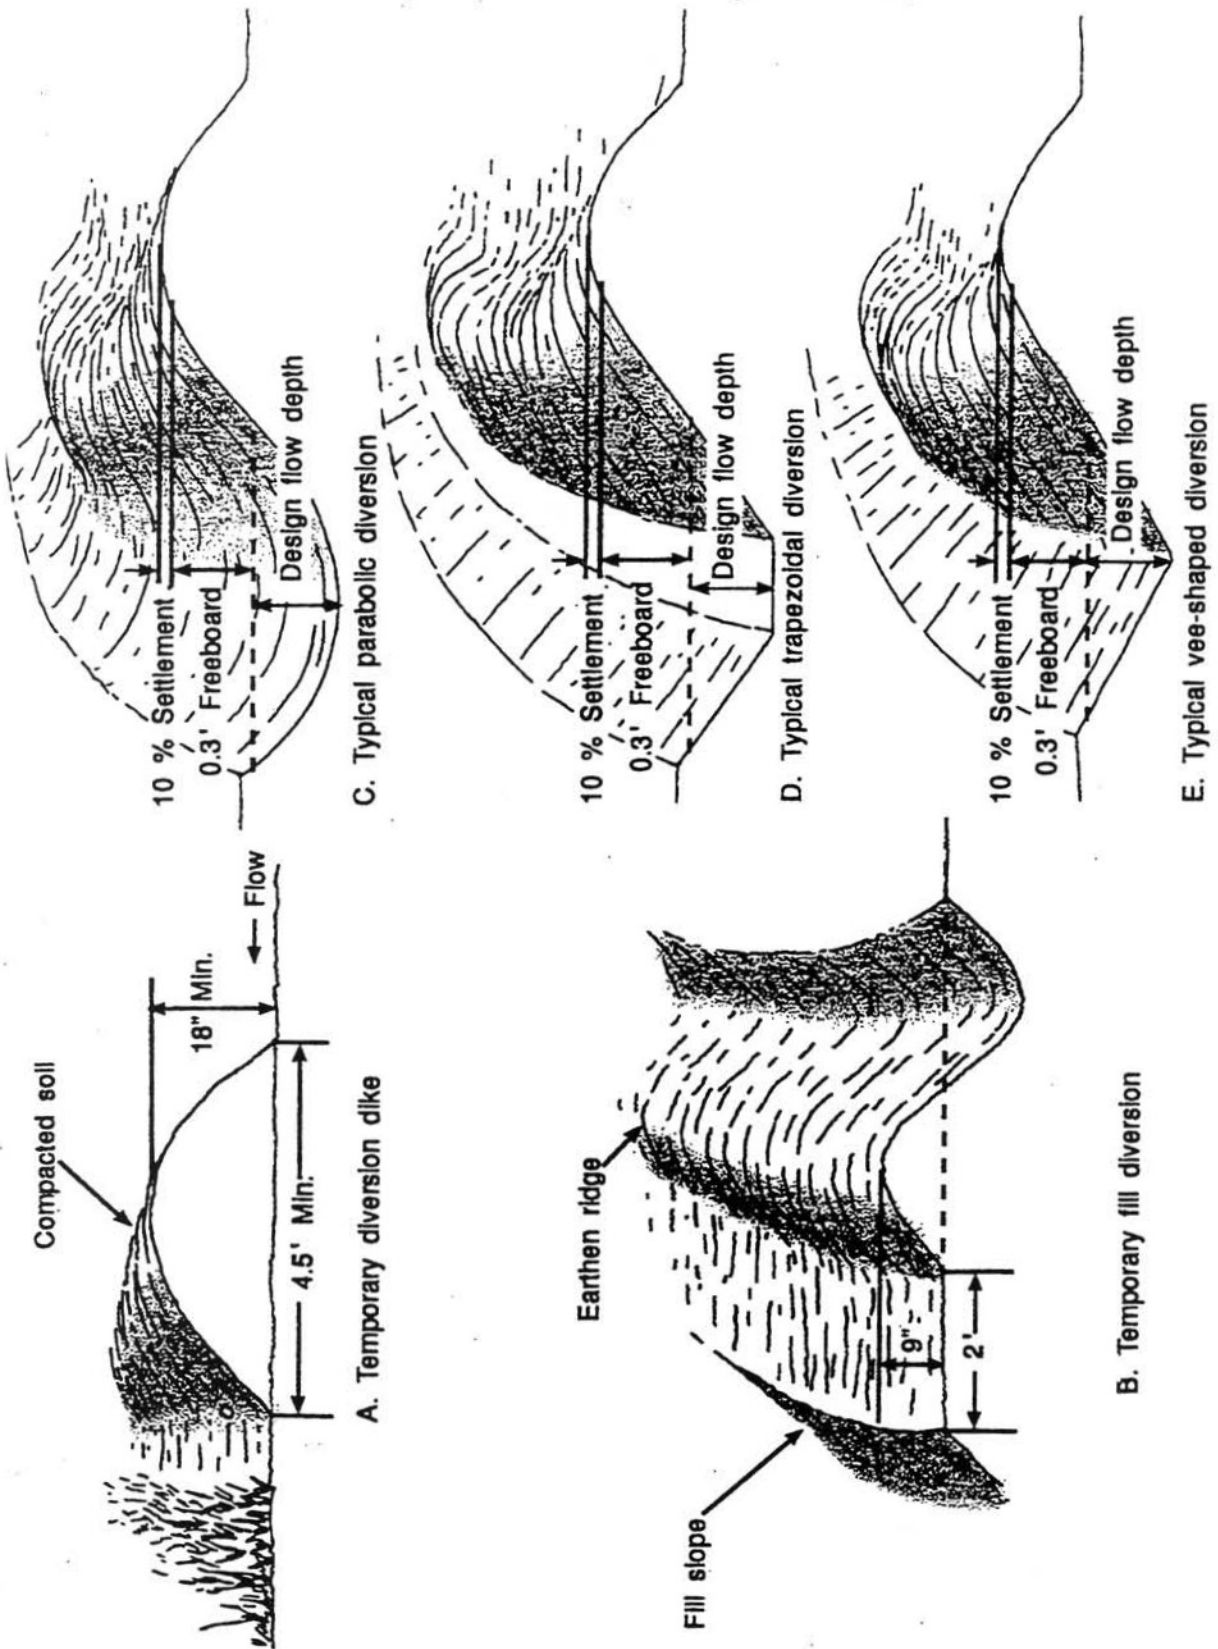 Compacted soil
18" Min.
Flow
4.5' Min.
A. Temporary diversion dike
Earthen ridge
Fill slope
9"
2'
B. Temporary fill diversion
10 % Settlement
0.3' Freeboard
Design flow depth
C. Typical parabolic diversion
10 % Settlement
0.3' Freeboard
Design flow depth
D. Typical trapezoldal diversion
10 % Settlement
0.3' Freeboard
Design flow depth
E. Typical vee-shaped diversion